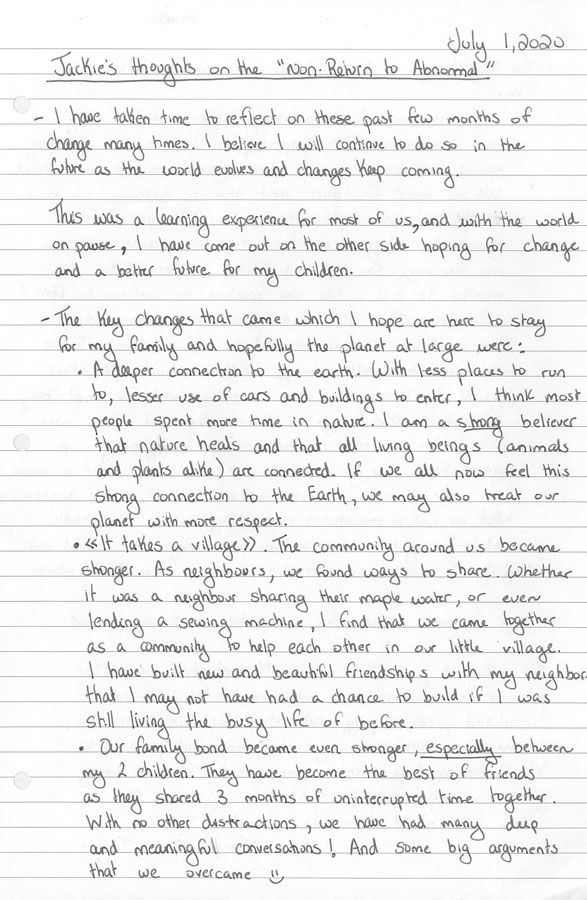 July 1, 2020
Jackie's thoughts on the "Non-Return to Abnormal"
- I have taken time to reflect on these past few months of
change many times. I believe I will continue to do so in the
future as the world evolves and changes keep coming.
This was a learning experience for most of us, and with the world
on pause, I have come out on the other side hoping for change
and a better future for my children.
- The key changes that came which I hope are here to stay
for my family and hopefully the planet at large were:
• A deeper connection to the earth. With less places to run
to, lesser use of cars and buildings to enter, I think most
people spent more time in nature. I am a strong believer
that nature heals and that all living beings (animals
and plants alike) are connected. If we all now feel this
strong connection to the Earth, we may also treat our
planet with more respect.
• «It takes a village». The community around us became
stronger. As neighbours, we found ways to share. Whether
it was a neighbour sharing their maple water, or even
lending a sewing machine, I find that we came together
as a community to help each other in our little village.
I have built new and beautiful friendships with my neighbor
that I may not have had a chance to build if I was
still living the busy life of before.
• Our family bond became even stronger, especially between
my 2 children. They have become the best of friends
as they shared 3 months of uninterrupted time together.
With no other distractions, we have had many deep
and meaningful conversations! And some big arguments
that we overcame ☺